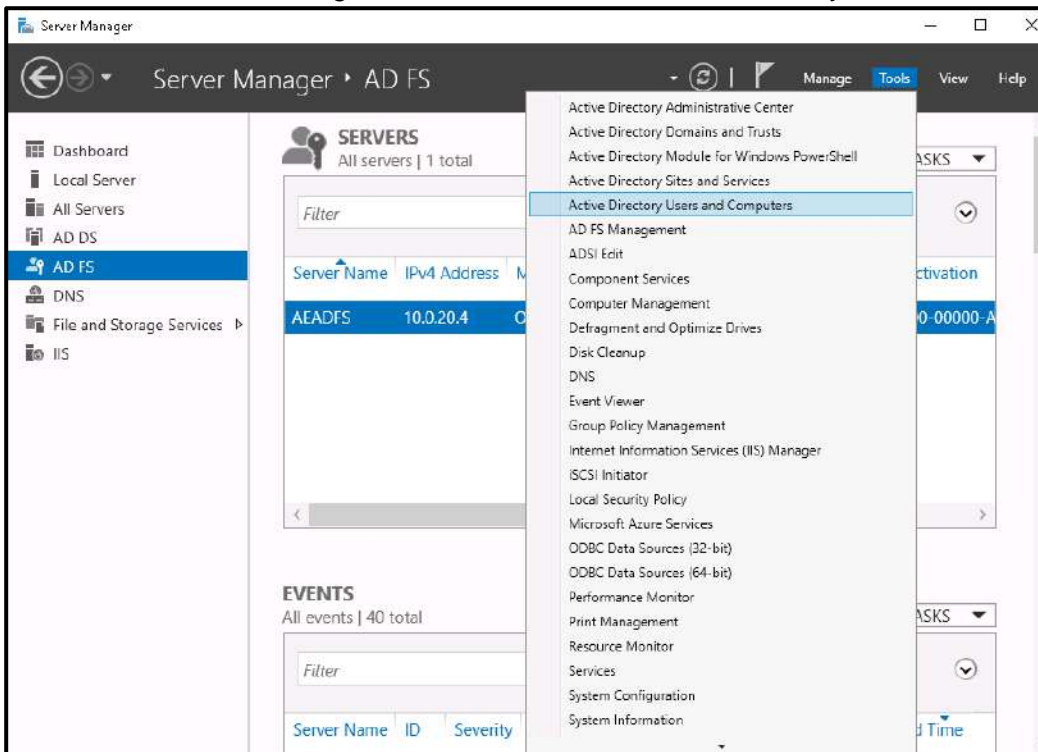 Server Manager
Server Manager • AD FS
Manage Tools View Help
Dashboard
Local Server
All Servers
AD DS
AD FS
DNS
File and Storage Services
IIS
SERVERS
All servers | 1 total
ASKS
Filter
Server Name IPv4 Address M ctivation
AEADFS 10.0.20.4 O 0-00000-A
EVENTS
All events | 40 total
ASKS
Filter
Server Name ID Severity d Time
Active Directory Administrative Center
Active Directory Domains and Trusts
Active Directory Module for Windows PowerShell
Active Directory Sites and Services
Active Directory Users and Computers
AD FS Management
ADSI Edit
Component Services
Computer Management
Defragment and Optimize Drives
Disk Cleanup
DNS
Event Viewer
Group Policy Management
Internet Information Services (IIS) Manager
iSCSI Initiator
Local Security Policy
Microsoft Azure Services
ODBC Data Sources (32-bit)
ODBC Data Sources (64-bit)
Performance Monitor
Print Management
Resource Monitor
Services
System Configuration
System Information